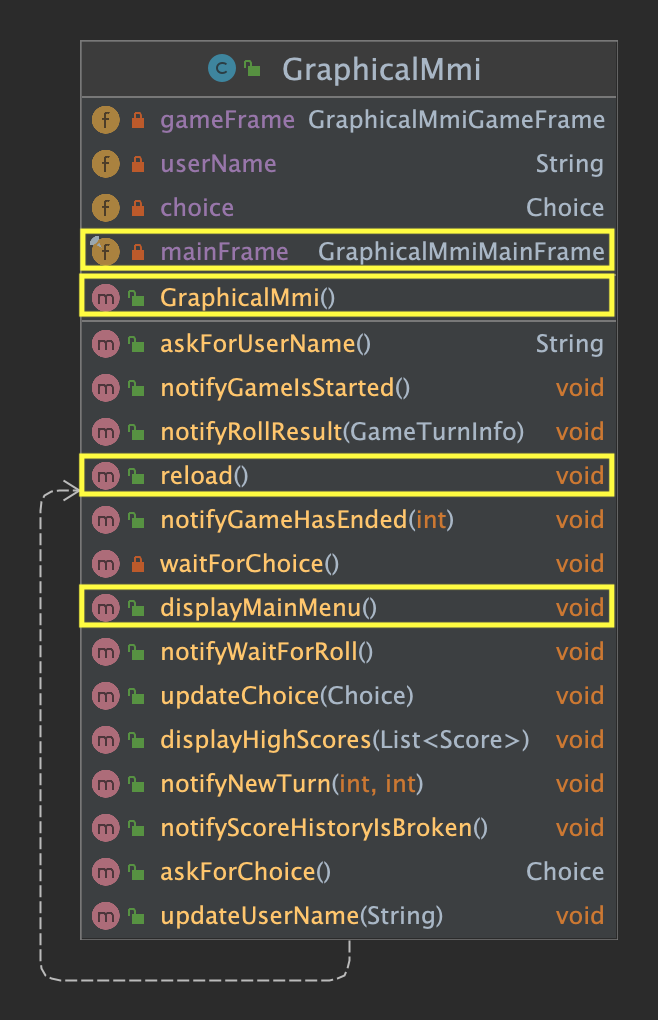 C GraphicalMmi
f gameFrame GraphicalMmiGameFrame
f userName String
f choice Choice
f mainFrame GraphicalMmiMainFrame
m GraphicalMmi()
m askForUserName() String
m notifyGameIsStarted() void
m notifyRollResult(GameTurnInfo) void
m reload() void
m notifyGameHasEnded(int) void
m waitForChoice() void
m displayMainMenu() void
m notifyWaitForRoll() void
m updateChoice(Choice) void
m displayHighScores(List<Score>) void
m notifyNewTurn(int, int) void
m notifyScoreHistoryIsBroken() void
m askForChoice() Choice
m updateUserName(String) void